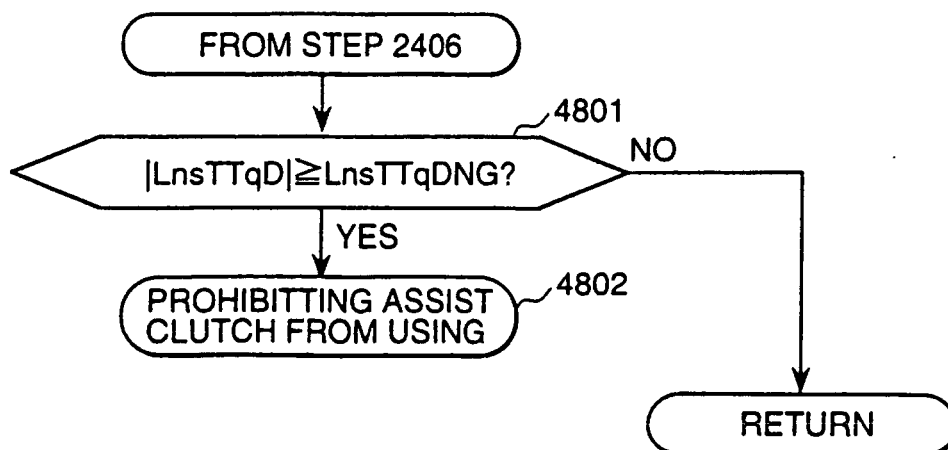 FROM STEP 2406
4801
|LnsTTqD|≧LnsTTqDNG?
NO
YES
PROHIBITTING ASSIST
CLUTCH FROM USING
4802
RETURN